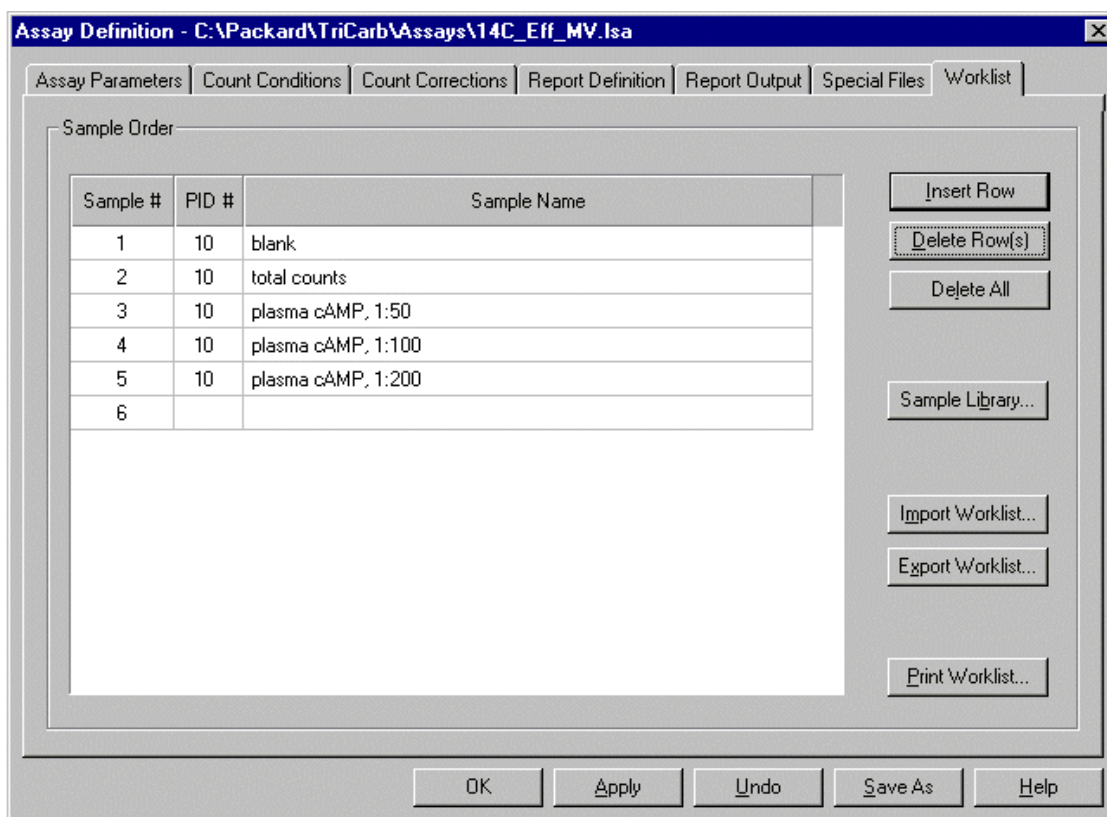 Assay Definition - C:\Packard\TriCarb\Assays\14C_Eff_MV.lsa
Assay Parameters Count Conditions Count Corrections Report Definition Report Output Special Files Worklist
Sample Order
Sample # PID # Sample Name
1 10 blank
2 10 total counts
3 10 plasma cAMP, 1:50
4 10 plasma cAMP, 1:100
5 10 plasma cAMP, 1:200
6
Insert Row
Delete Row(s)
Delete All
Sample Library...
Import Worklist...
Export Worklist...
Print Worklist...
OK Apply Undo Save As Help